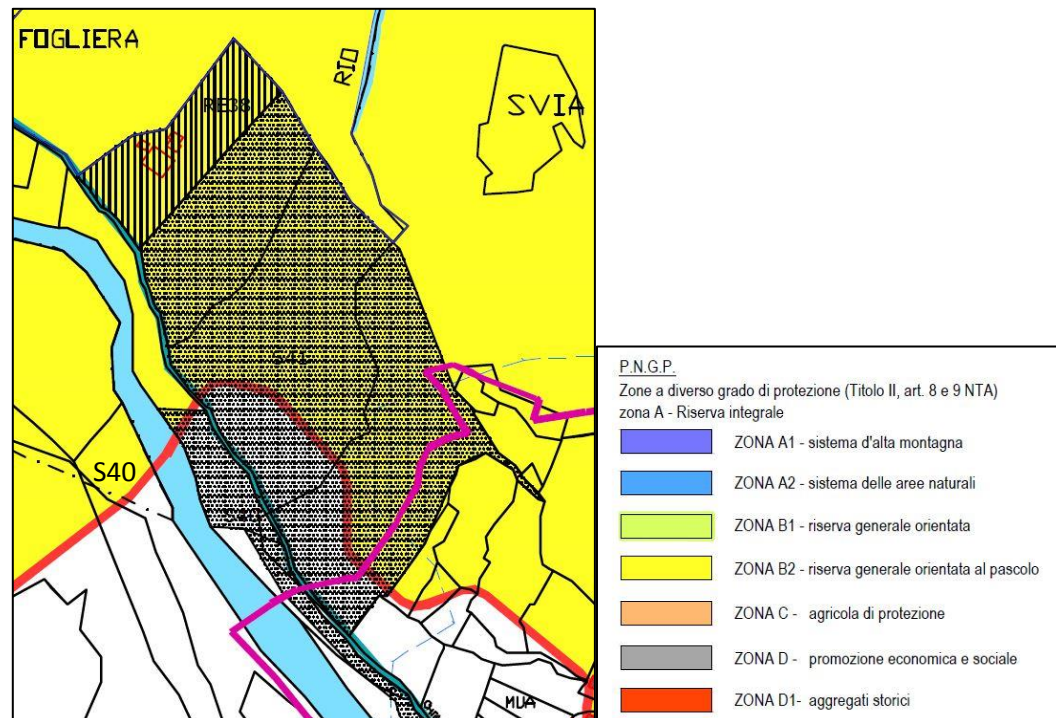 FOGLIERA
RIO
SVIA
RE38
S41
S40
MUA
P.N.G.P.
Zone a diverso grado di protezione (Titolo II, art. 8 e 9 NTA)
zona A - Riserva integrale
ZONA A1 - sistema d'alta montagna
ZONA A2 - sistema delle aree naturali
ZONA B1 - riserva generale orientata
ZONA B2 - riserva generale orientata al pascolo
ZONA C - agricola di protezione
ZONA D - promozione economica e sociale
ZONA D1- aggregati storici